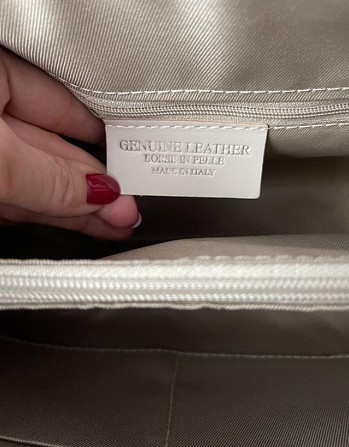 GENUINE LEATHER
BORSE IN PELLE
MADE IN ITALY